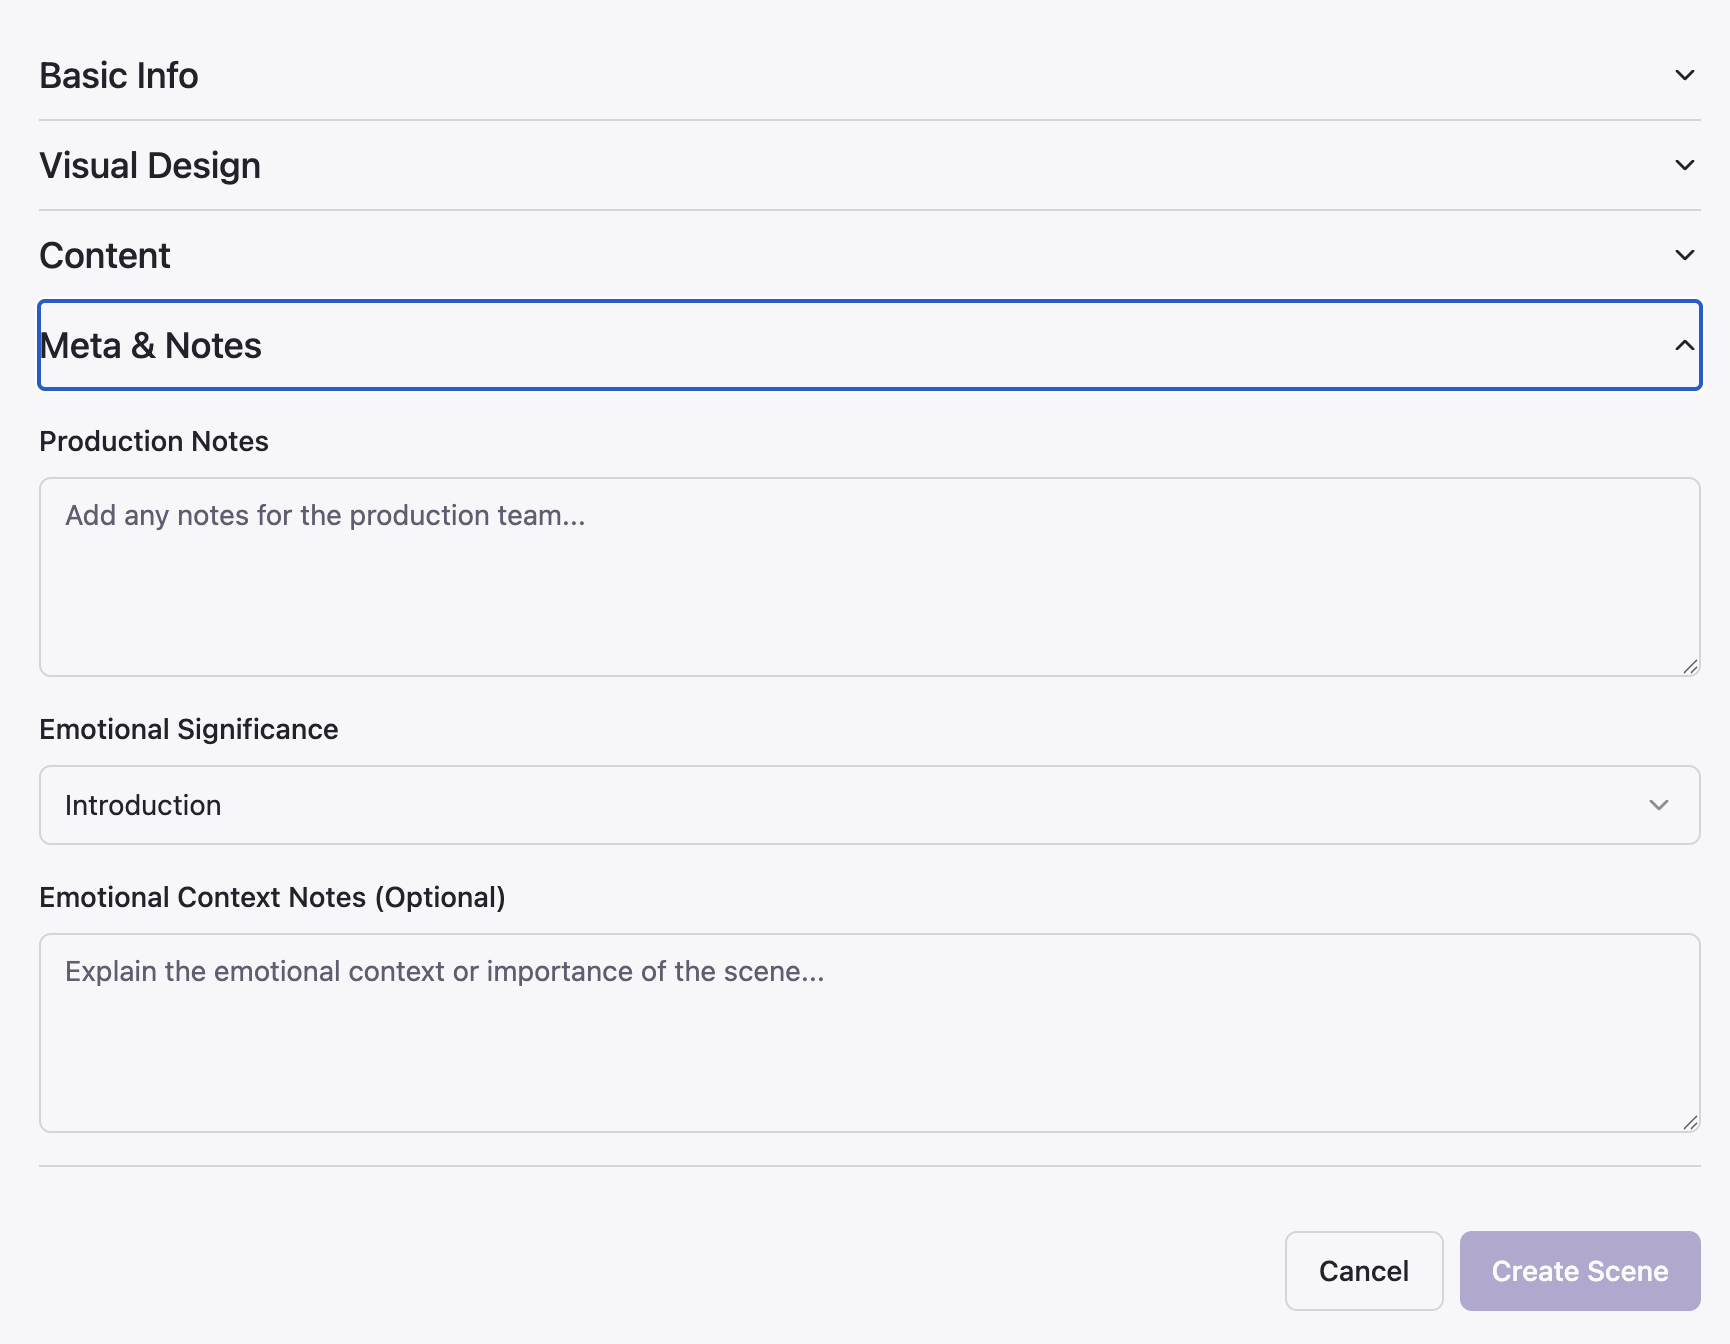 Basic Info
Visual Design
Content
Meta & Notes
Production Notes
Add any notes for the production team...
Emotional Significance
Introduction
Emotional Context Notes (Optional)
Explain the emotional context or importance of the scene...
Cancel
Create Scene